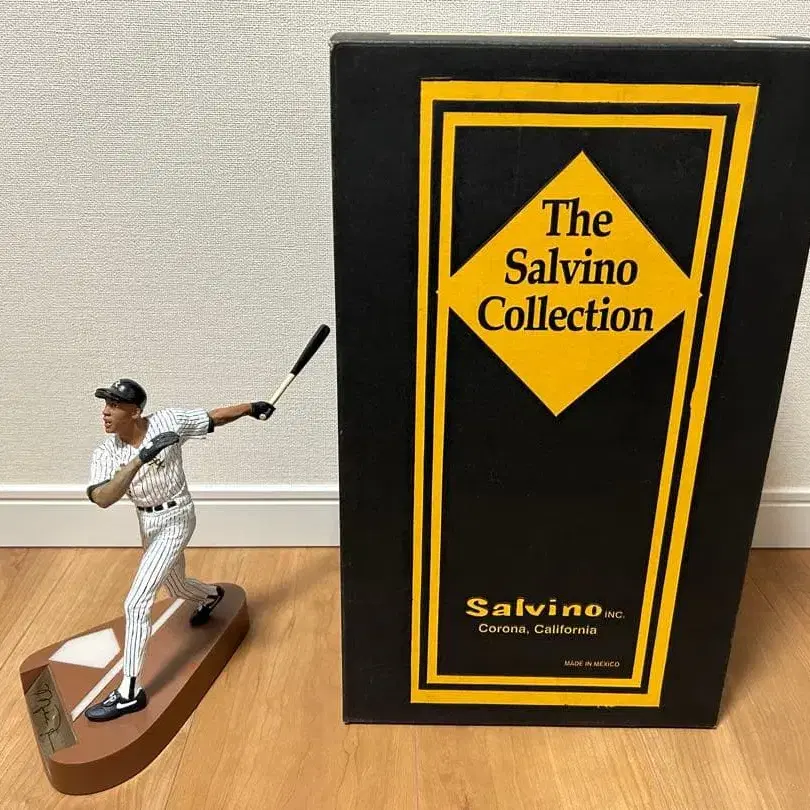 The
Salvino
Collection
Salvino INC.
Corona, California
MADE IN MEXICO